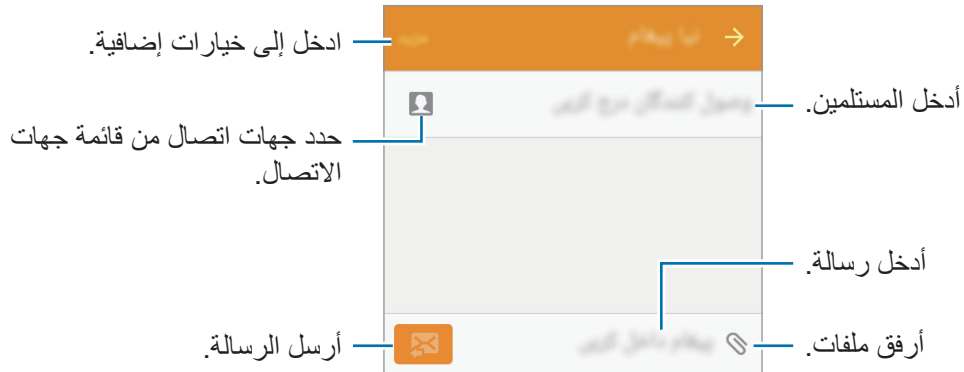 ادخل إلى خيارات إضافية.
أدخل المستلمين.
حدد جهات اتصال من قائمة جهات
الاتصال.
أدخل رسالة.
أرفق ملفات.
أرسل الرسالة.